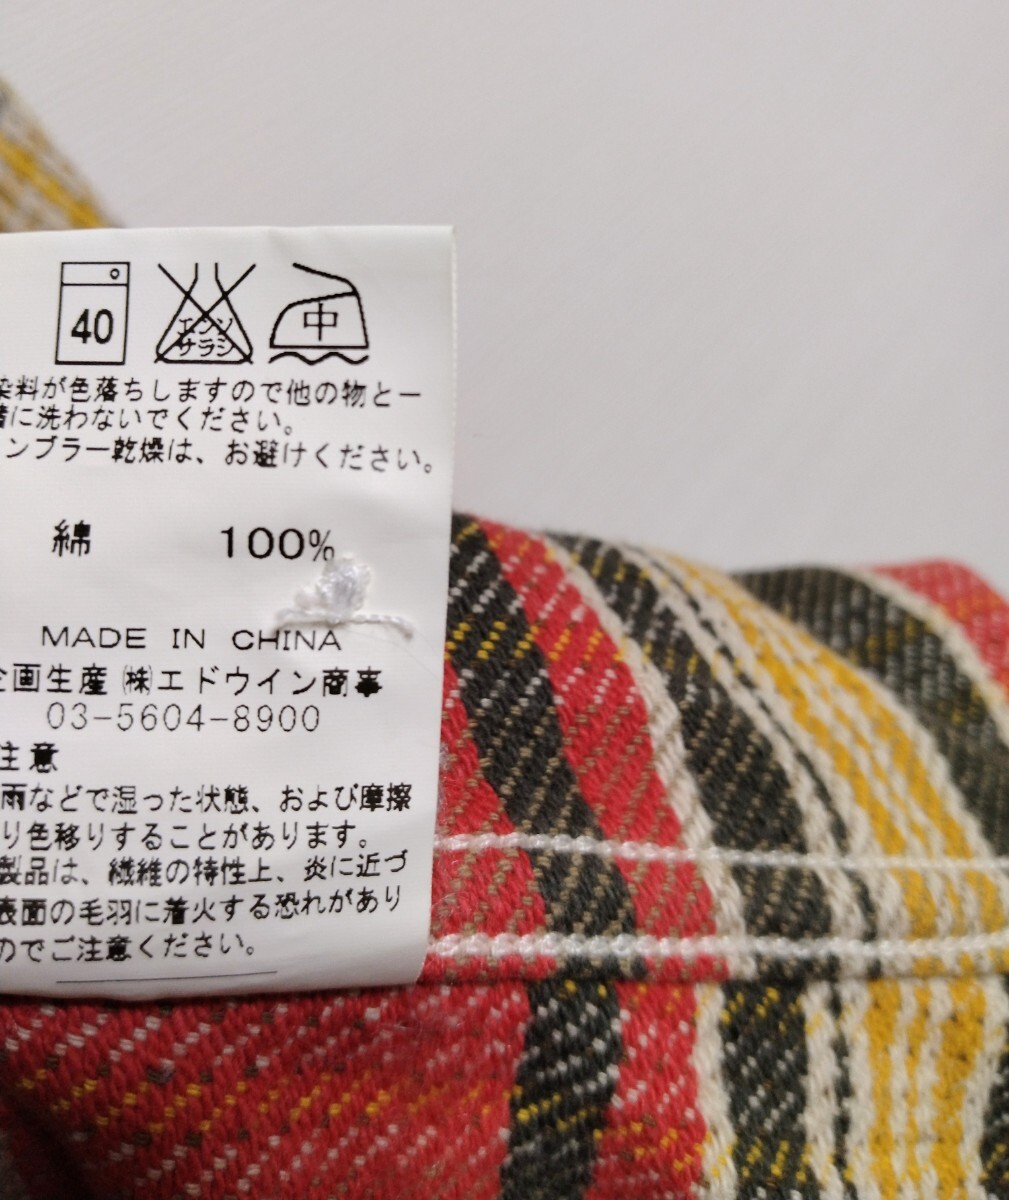 40
エンソ
サラシ
中
染料が色落ちしますので他の物と一
緒に洗わないでください。
ンブラー乾燥は、お避けください。
綿 100%
MADE IN CHINA
企画生産 ㈱エドウイン商事
03-5604-8900
注意
雨などで湿った状態、および摩擦
り色移りすることがあります。
製品は、繊維の特性上、炎に近づ
表面の毛羽に着火する恐れがあり
のでご注意ください。